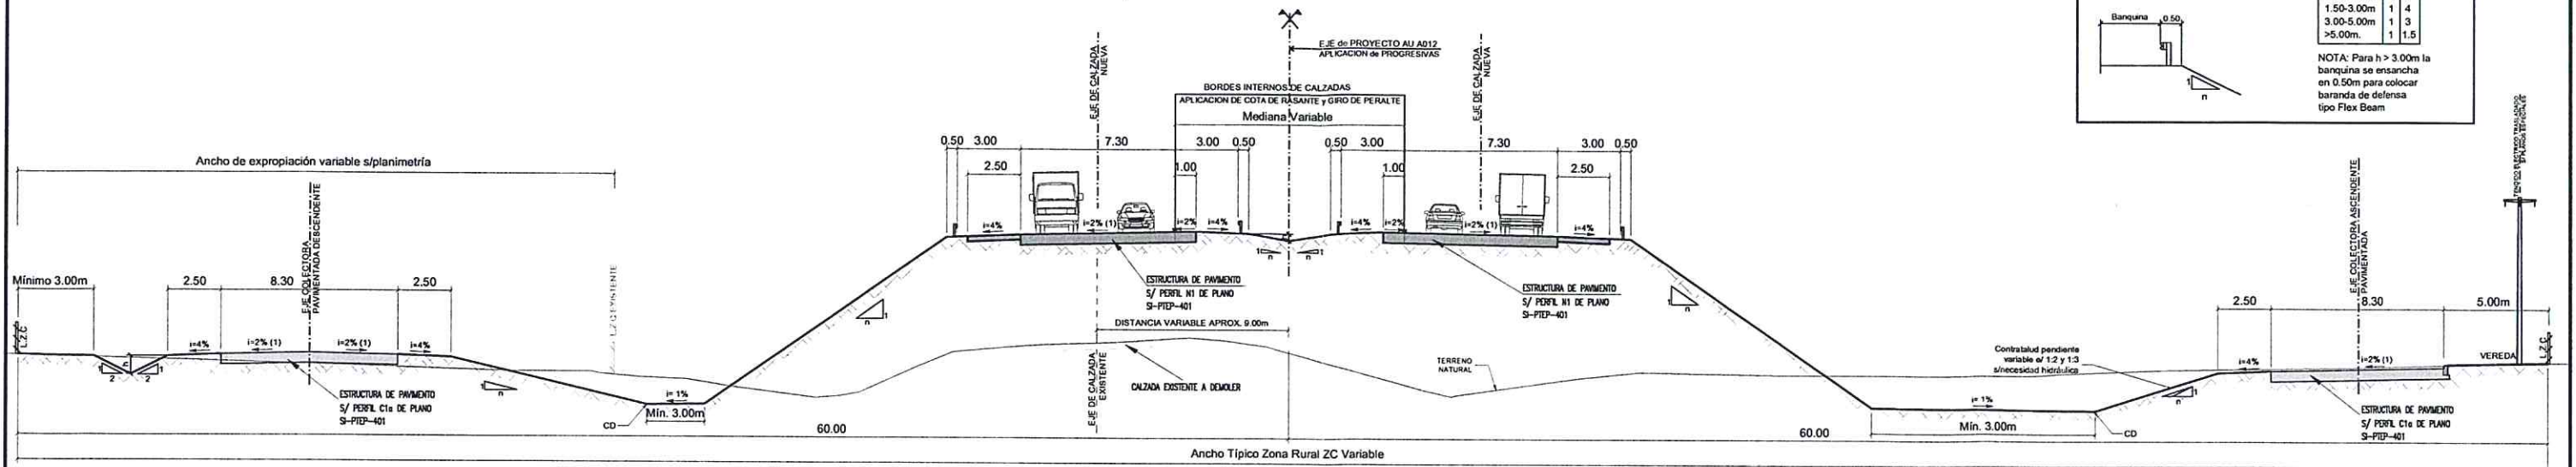 Banquina
0.50
1
n
1.50-3.00m 1 4
3.00-5.00m 1 3
>5.00m. 1 1.5
NOTA: Para h > 3.00m la
banquina se ensancha
en 0.50m para colocar
baranda de defensa
tipo Flex Beam
EJE de PROYECTO AU A012
APLICACION de PROGRESIVAS
EJE DE CALZADA
NUEVA
EJE DE CALZADA
NUEVA
BORDES INTERNOS DE CALZADAS
APLICACION DE COTA DE RASANTE y GIRO DE PERALTE
Mediana Variable
0.50 3.00 7.30 3.00 0.50 0.50 3.00 7.30 3.00 0.50
2.50 1.00 1.00 2.50
Ancho de expropiación variable s/planimetría
i=4% i=2% (1) i=2% i=4% i=4% i=2% i=2% (1) i=4%
1 n n 1
ESTRUCTURA DE PAVIMENTO
S/ PERFIL N1 DE PLANO
SI-PTEP-401
ESTRUCTURA DE PAVIMENTO
S/ PERFIL N1 DE PLANO
SI-PTEP-401
EJE COLECTORA
PAVIMENTADA DESCENDENTE
L.Z.C EXISTENTE
Mínimo 3.00m 2.50 8.30 2.50
L.Z.C
i=4% i=2% (1) i=2% (1) i=4%
1 2 h 2 1
ESTRUCTURA DE PAVIMENTO
S/ PERFIL C1a DE PLANO
SI-PTEP-401
1
n
1
n
i= 1%
Mín. 3.00m
CD
DISTANCIA VARIABLE APROX. 9.00m
EJE DE CALZADA
EXISTENTE
CALZADA EXISTENTE A DEMOLER
TERRENO
NATURAL
1
n
EJE COLECTORA ASCENDENTE
PAVIMENTADA
2.50 8.30 5.00m
Contratalud pendiente
variable e/ 1:2 y 1:3
s/necesidad hidráulica
i=4% i=2% (1)
VEREDA
L.Z.C
i= 1%
Mín. 3.00m
CD
1
n
ESTRUCTURA DE PAVIMENTO
S/ PERFIL C1a DE PLANO
SI-PTEP-401
60.00 60.00
Ancho Típico Zona Rural ZC Variable